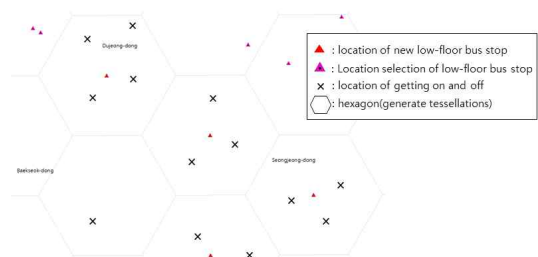 Dujeong-dong
: location of new low-floor bus stop
: Location selection of low-floor bus stop
: location of getting on and off
: hexagon(generate tessellations)
Baekseok-dong
Seongjeong-dong